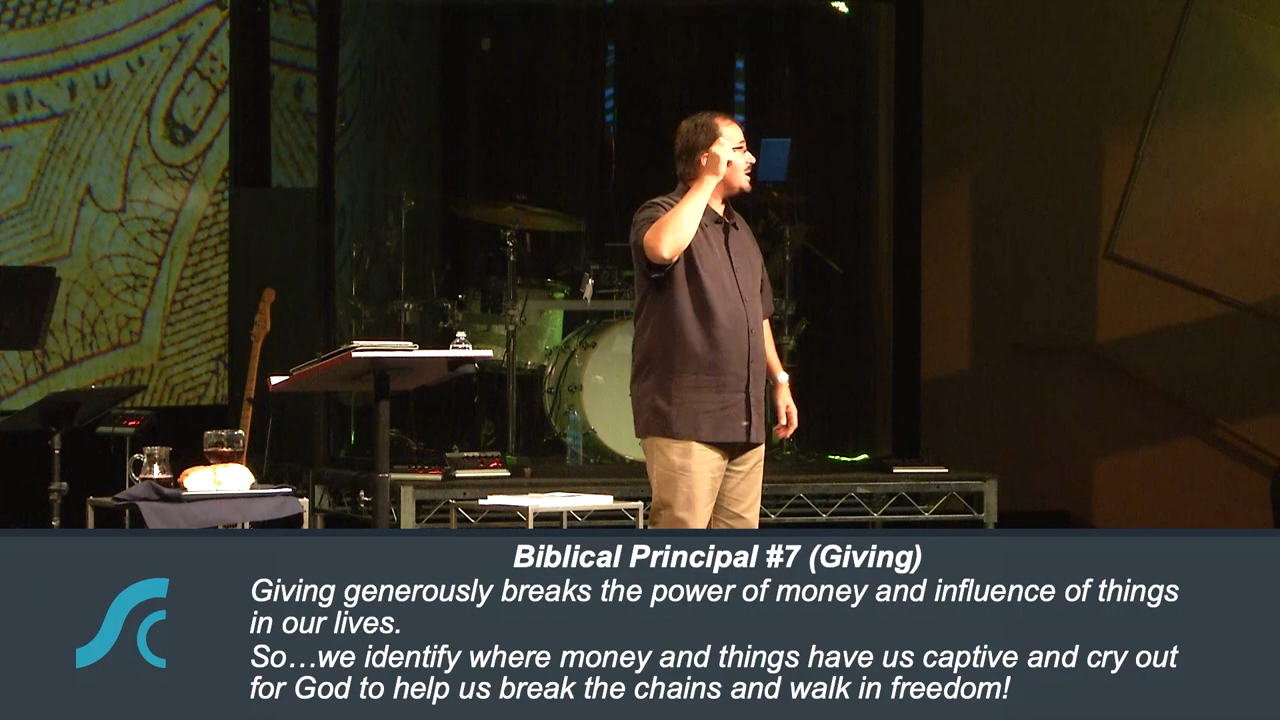 Biblical Principal #7 (Giving)
Giving generously breaks the power of money and influence of things
in our lives.
So…we identify where money and things have us captive and cry out
for God to help us break the chains and walk in freedom!